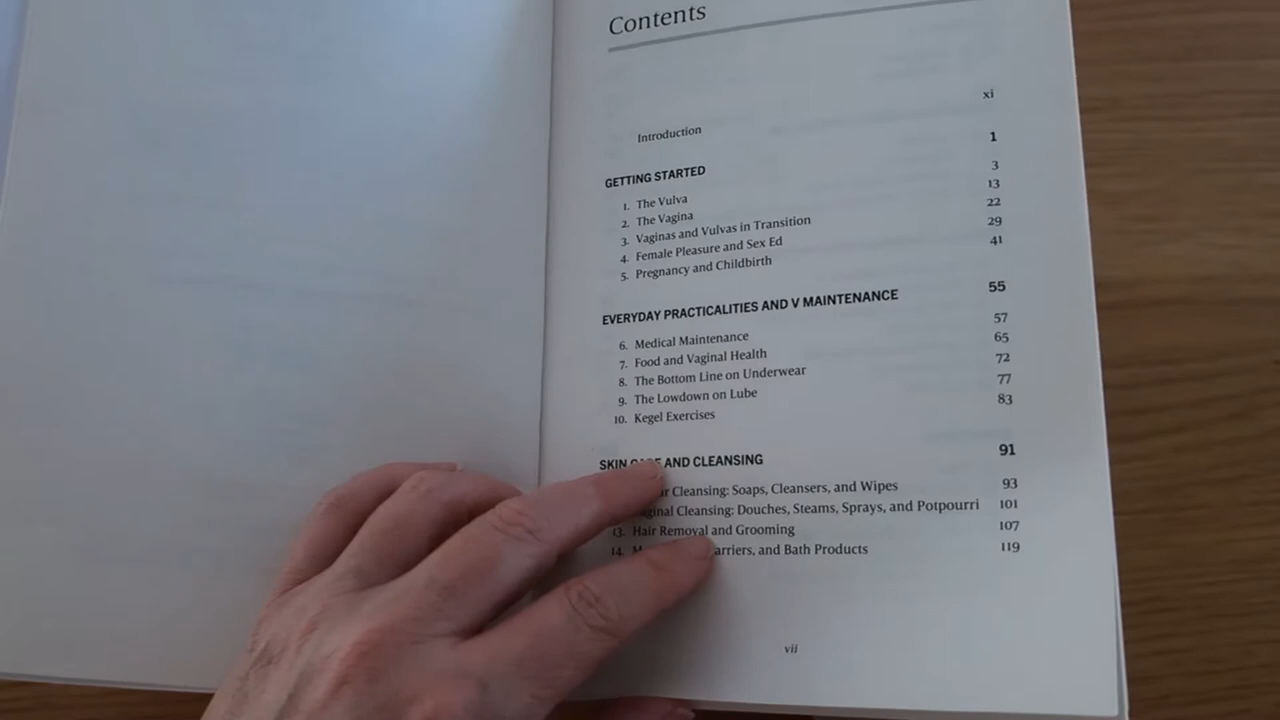 Contents
Introduction xi
GETTING STARTED 1
1. The Vulva 3
2. The Vagina 13
3. Vaginas and Vulvas in Transition 22
4. Female Pleasure and Sex Ed 29
5. Pregnancy and Childbirth 41
EVERYDAY PRACTICALITIES AND V MAINTENANCE 55
6. Medical Maintenance 57
7. Food and Vaginal Health 65
8. The Bottom Line on Underwear 72
9. The Lowdown on Lube 77
10. Kegel Exercises 83
SKIN AND CLEANSING 91
Cleansing: Soaps, Cleansers, and Wipes 93
Cleansing: Douches, Steams, Sprays, and Potpourri 101
13. Hair Removal and Grooming 107
14. and Bath Products 119
vii